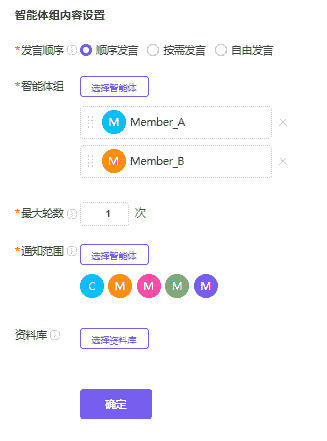 智能体组内容设置
*发言顺序 顺序发言 按需发言 自由发言
*智能体组 选择智能体
M Member_A
M Member_B
*最大轮数 1 次
*通知范围 选择智能体
C M M M M
资料库 选择资料库
确定